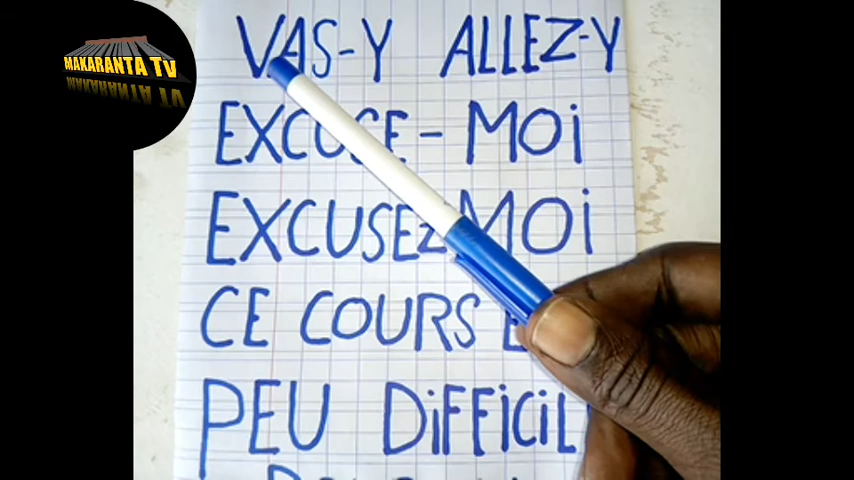 MAKARANTA TV
VAS-Y ALLEZ-Y
EXCUSE-MOI
EXCUSEZ MOI
CE COURS
PEU DiFFiCiL